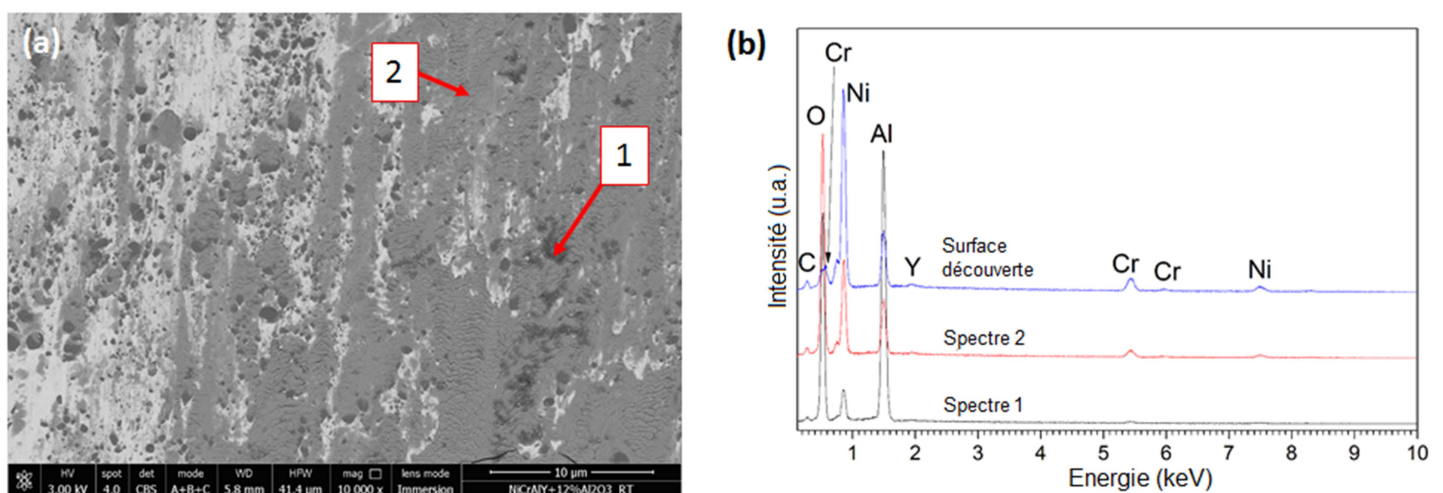 (a)
2
1
HV spot det mode WD HFW mag lens mode 10 µm
3.00 kV 4.0 CBS A+B+C 5.8 mm 41.4 µm 10 000 x Immersion NiCrAlY+12%Al2O3_RT
(b)
Cr
O
Ni
Al
C
Y
Surface
découverte
Cr
Cr
Ni
Spectre 2
Spectre 1
Intensité (u.a.)
1 2 3 4 5 6 7 8 9 10
Energie (keV)